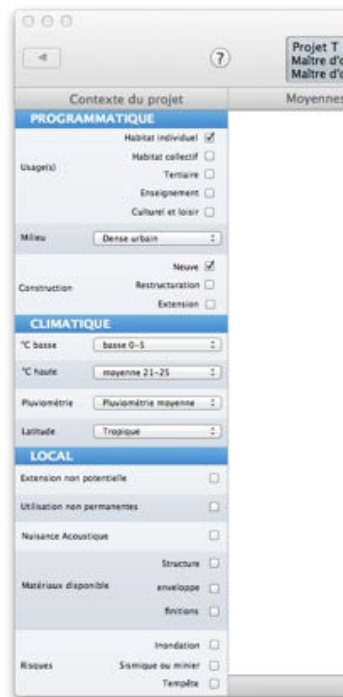 Projet T
Maître d'o
Maître d'o
Contexte du projet
Moyennes
PROGRAMMATIQUE
Usage(s)
Habitat individuel
Habitat collectif
Tertiaire
Enseignement
Culturel et loisir
Milieu
Dense urbain
Construction
Neuve
Restructuration
Extension
CLIMATIQUE
°C basse
basse 0-5
°C haute
moyenne 21-25
Pluviométrie
Pluviométrie moyenne
Latitude
Tropique
LOCAL
Extension non potentielle
Utilisation non permanentes
Nuisance Acoustique
Matériaux disponible
Structure
enveloppe
finitions
Risques
Inondation
Sismique ou minier
Tempête